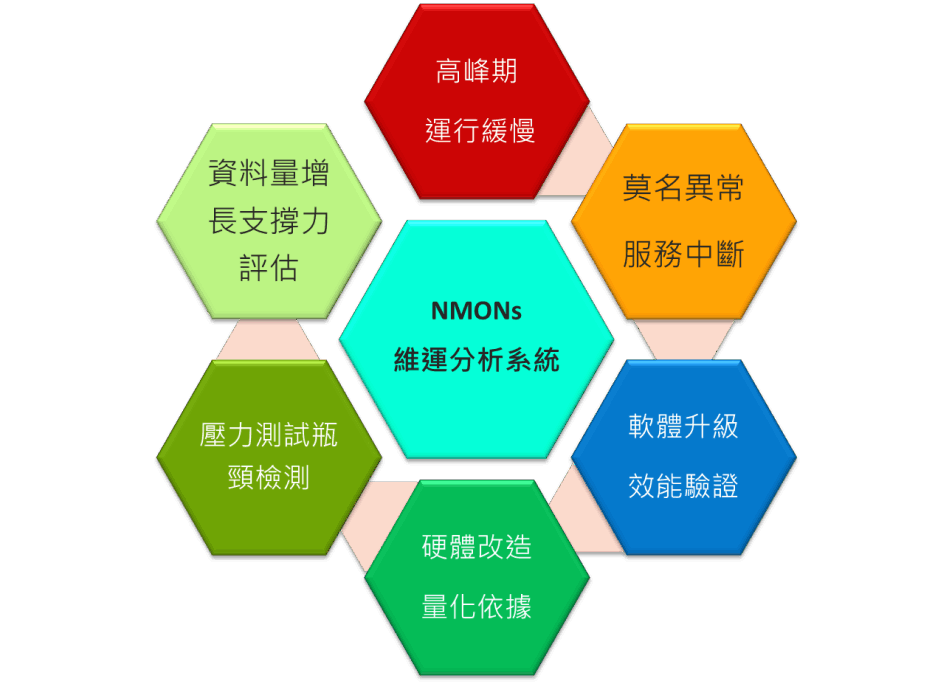 高峰期
運行緩慢
莫名異常
服務中斷
資料量增
長支撐力
評估
NMONs
維運分析系統
軟體升級
效能驗證
壓力測試瓶
頸檢測
硬體改造
量化依據